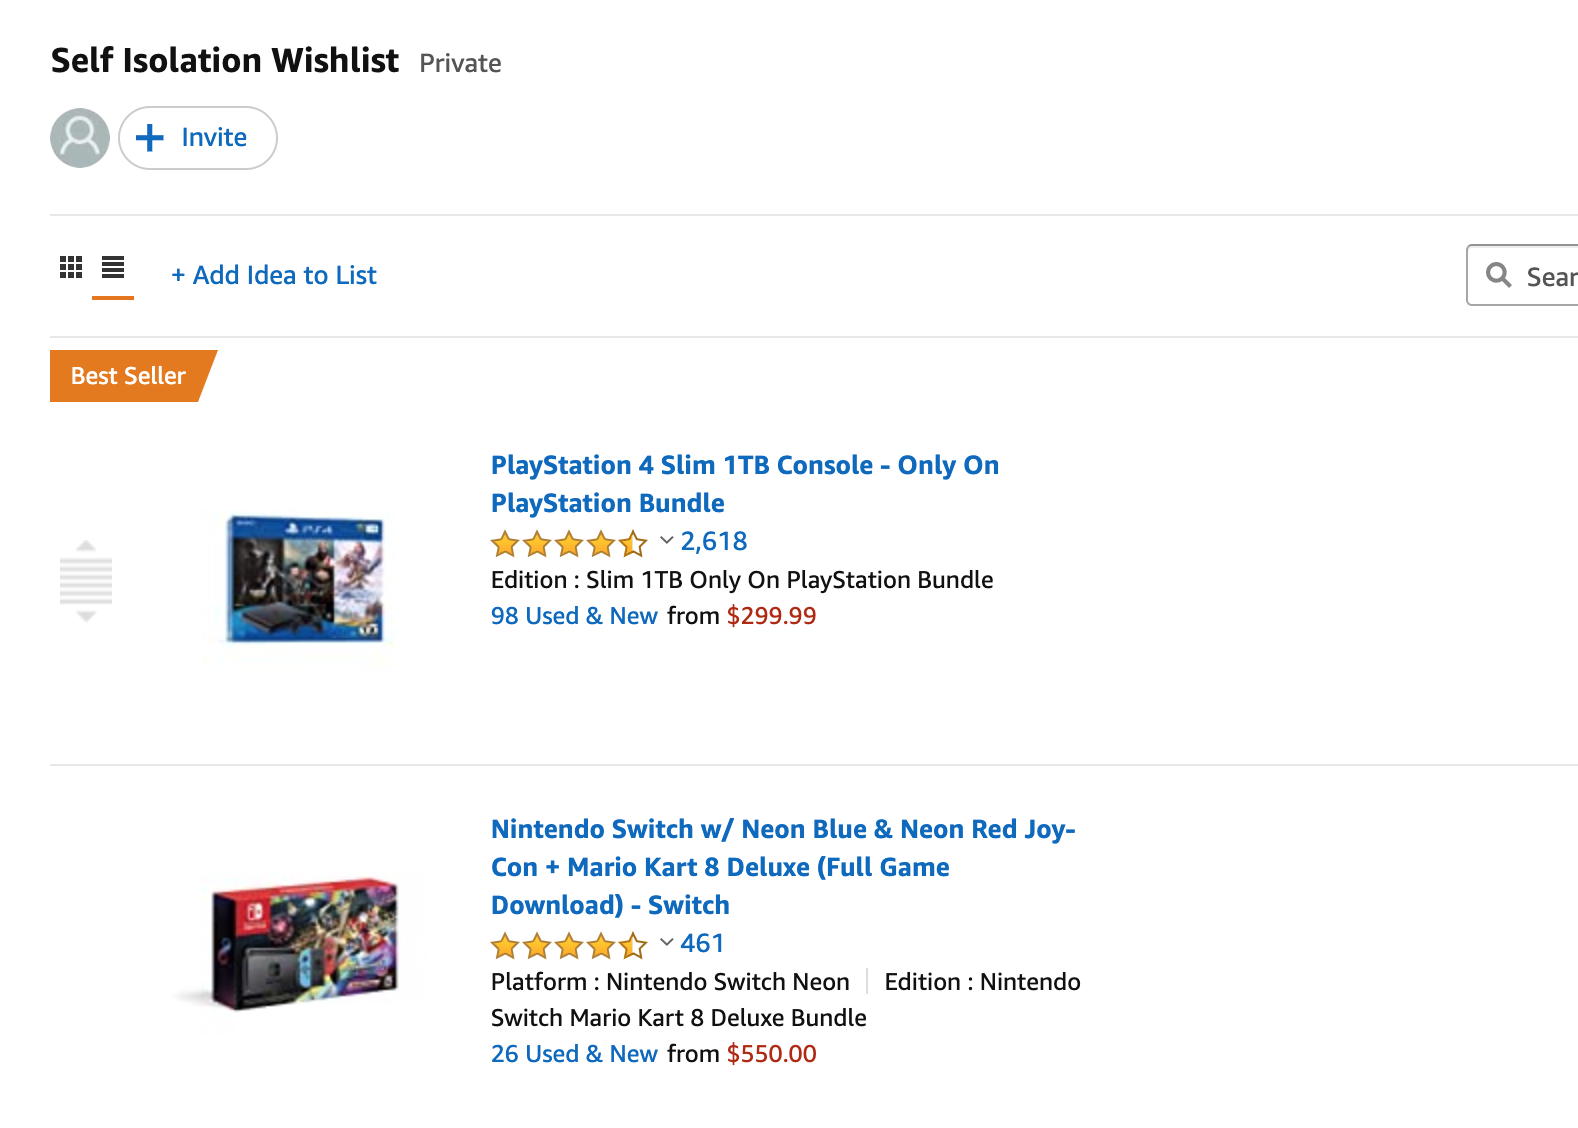 Self Isolation Wishlist Private
Invite
+ Add Idea to List
Sear
Best Seller
PlayStation 4 Slim 1TB Console - Only On
PlayStation Bundle
2,618
Edition : Slim 1TB Only On PlayStation Bundle
98 Used & New from $299.99
PS4
Nintendo Switch w/ Neon Blue & Neon Red Joy-
Con + Mario Kart 8 Deluxe (Full Game
Download) - Switch
461
Platform : Nintendo Switch Neon | Edition : Nintendo
Switch Mario Kart 8 Deluxe Bundle
26 Used & New from $550.00